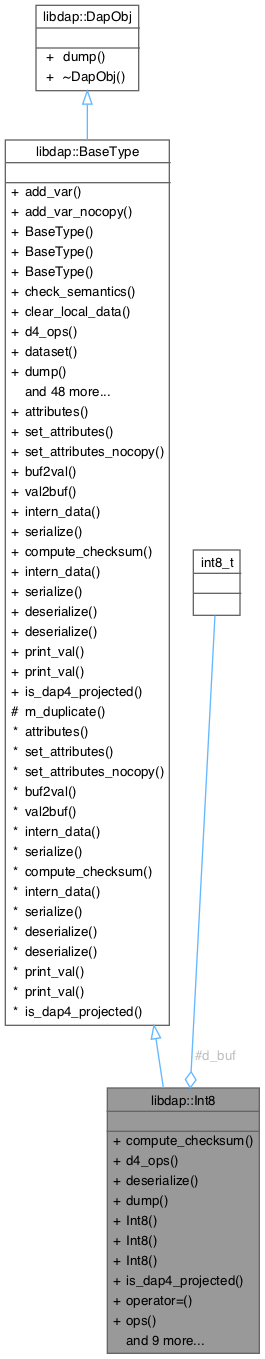 libdap::DapObj
+ dump()
+ ~DapObj()
libdap::BaseType
+ add_var()
+ add_var_nocopy()
+ BaseType()
+ BaseType()
+ BaseType()
+ check_semantics()
+ clear_local_data()
+ d4_ops()
+ dataset()
+ dump()
and 48 more...
+ attributes()
+ set_attributes()
+ set_attributes_nocopy()
+ buf2val()
+ val2buf()
+ intern_data()
+ serialize()
+ compute_checksum()
+ intern_data()
+ serialize()
+ deserialize()
+ deserialize()
+ print_val()
+ print_val()
+ is_dap4_projected()
# m_duplicate()
* attributes()
* set_attributes()
* set_attributes_nocopy()
* buf2val()
* val2buf()
* intern_data()
* serialize()
* compute_checksum()
* intern_data()
* serialize()
* deserialize()
* deserialize()
* print_val()
* print_val()
* is_dap4_projected()
int8_t
#d_buf
libdap::Int8
+ compute_checksum()
+ d4_ops()
+ deserialize()
+ dump()
+ Int8()
+ Int8()
+ Int8()
+ is_dap4_projected()
+ operator=()
+ ops()
and 9 more...